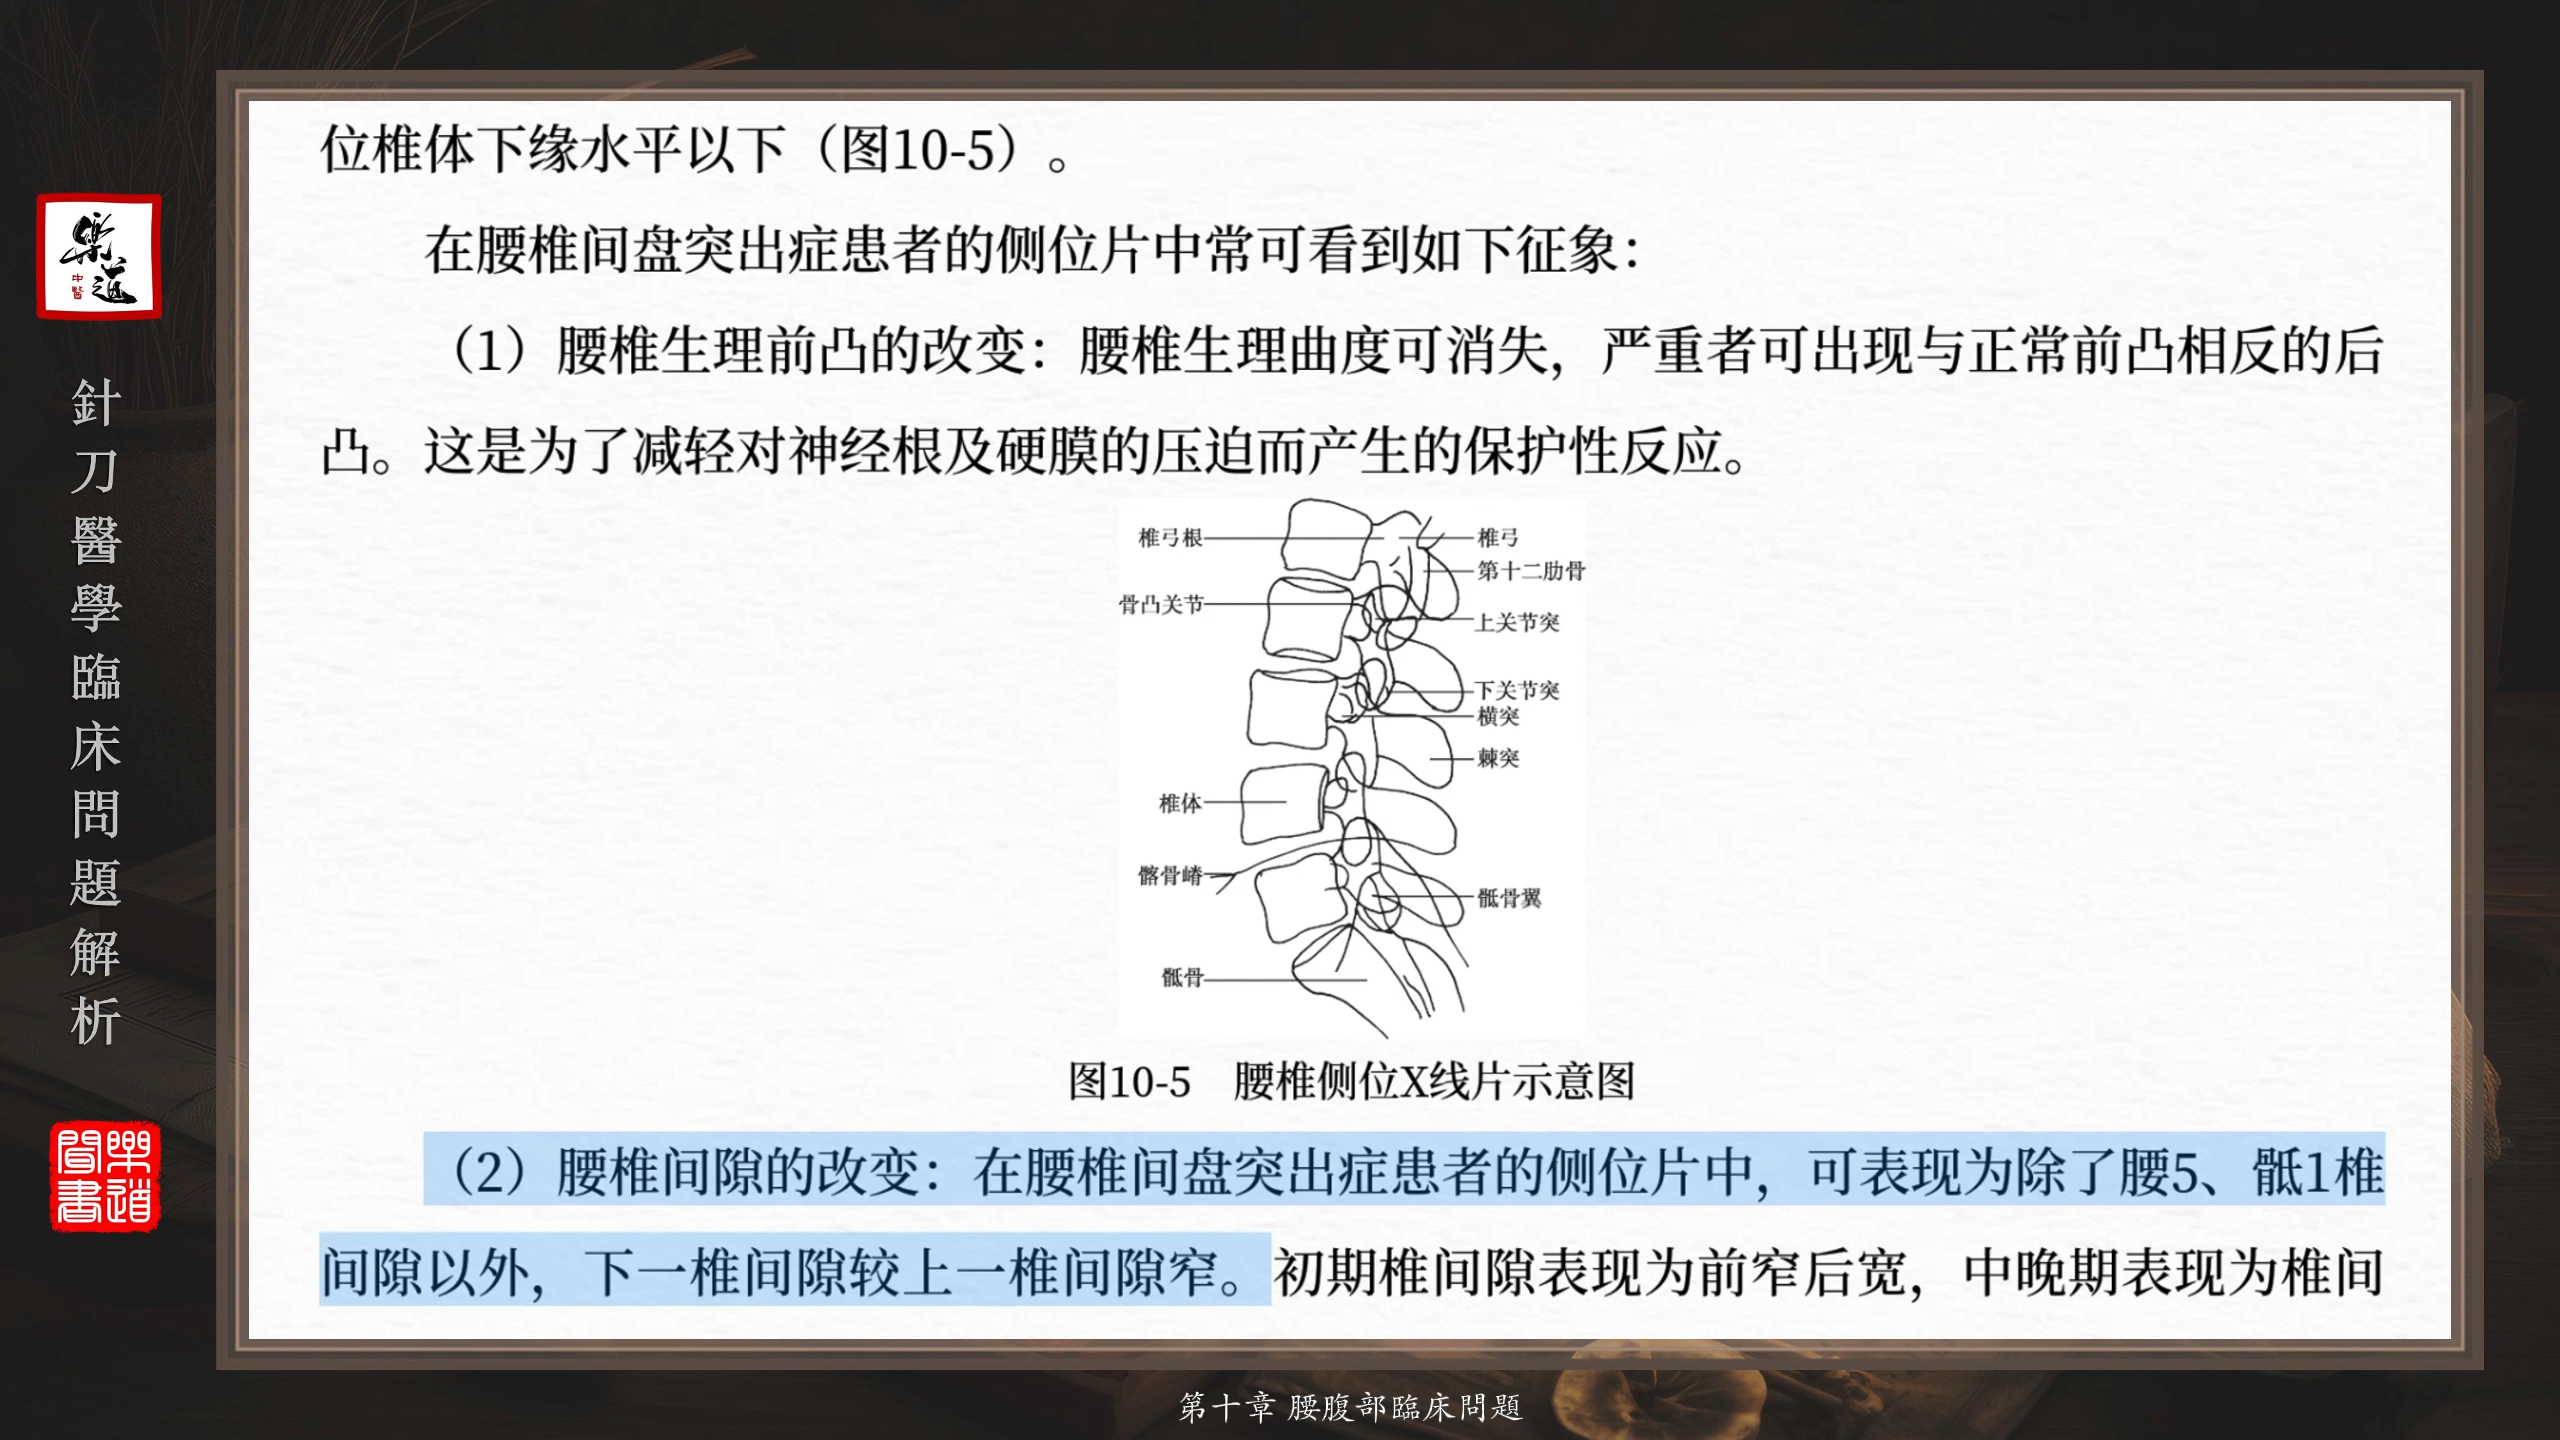 樂道
中醫
針刀醫學臨床問題解析
樂道
閒書
位椎体下缘水平以下（图10-5）。
在腰椎间盘突出症患者的侧位片中常可看到如下征象：
（1）腰椎生理前凸的改变：腰椎生理曲度可消失，严重者可出现与正常前凸相反的后
凸。这是为了减轻对神经根及硬膜的压迫而产生的保护性反应。
椎弓根
椎弓
第十二肋骨
骨凸关节
上关节突
下关节突
横突
棘突
椎体
髂骨嵴
骶骨翼
骶骨
图10-5 腰椎侧位X线片示意图
（2）腰椎间隙的改变：在腰椎间盘突出症患者的侧位片中，可表现为除了腰5、骶1椎
间隙以外，下一椎间隙较上一椎间隙窄。初期椎间隙表现为前窄后宽，中晚期表现为椎间
第十章 腰腹部臨床問題